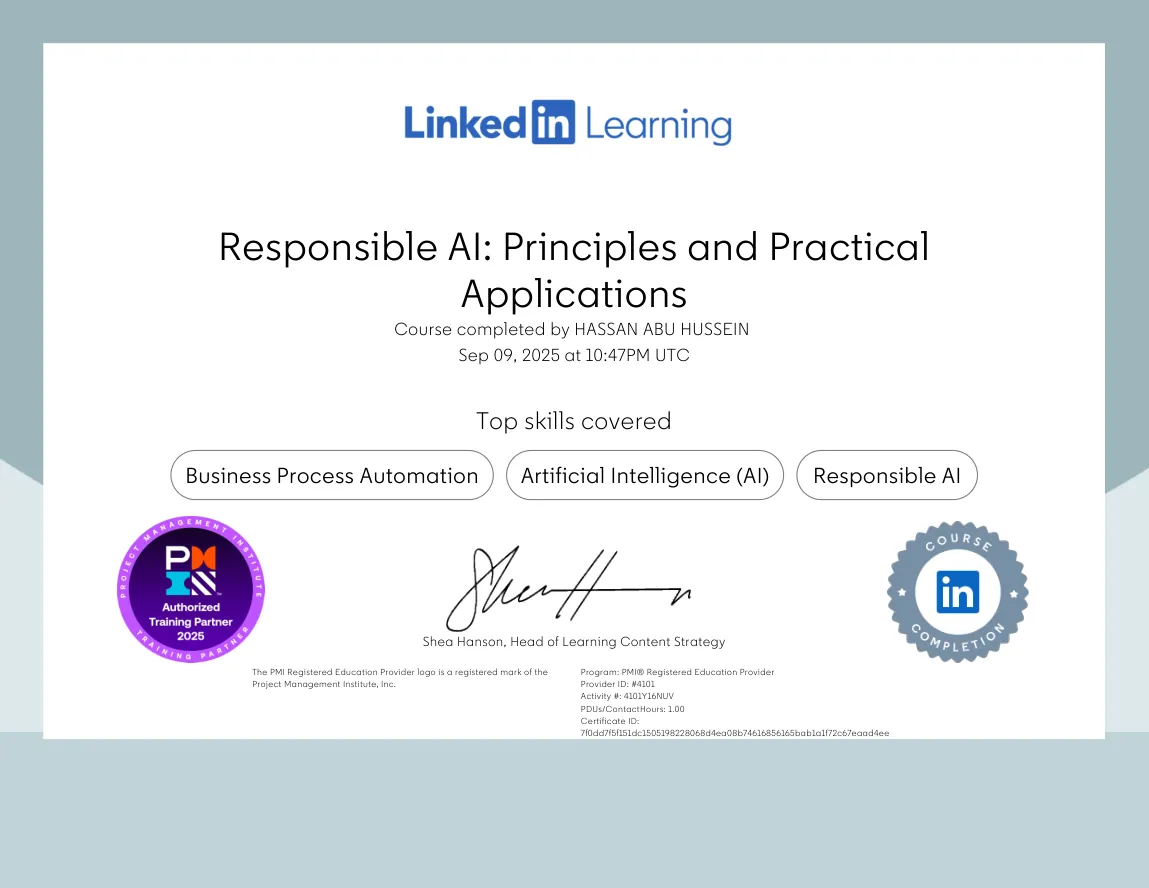 Linked in Learning
Responsible AI: Principles and Practical
Applications
Course completed by HASSAN ABU HUSSEIN
Sep 09, 2025 at 10:47PM UTC
Top skills covered
Business Process Automation
Artificial Intelligence (AI)
Responsible AI
PROJECT MANAGEMENT INSTITUTE
PMI
Authorized
Training Partner
2025
TRAINING PARTNER
Shea Hanson, Head of Learning Content Strategy
COURSE
in
COMPLETION
The PMI Registered Education Provider logo is a registered mark of the
Project Management Institute, Inc.
Program: PMI® Registered Education Provider
Provider ID: #4101
Activity #: 4101Y16NUV
PDUs/ContactHours: 1.00
Certificate ID:
7f0dd7f5f151dc1505198228068d4ea08b74616856165bab1a1f72c67eaad4ee